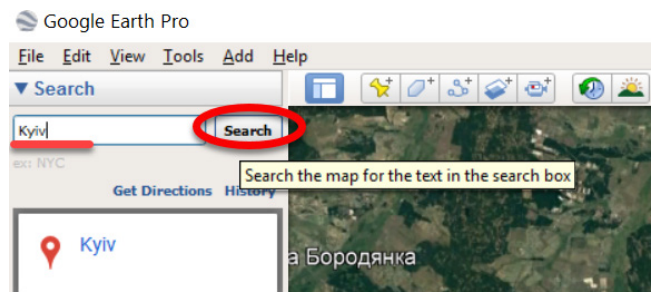 Google Earth Pro
File Edit View Tools Add Help
Search
Kyiv Search
ex: NYC
Search the map for the text in the search box
Get Directions History
Kyiv
а Бородянка